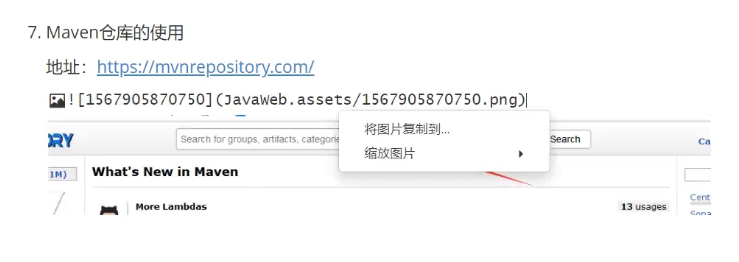 7. Maven仓库的使用
地址：https://mvnrepository.com/
![1567905870750](JavaWeb.assets/1567905870750.png)
将图片复制到...
缩放图片
ORY
Search for groups, artifacts, categorie
Search
Ca
1M)
What's New in Maven
More Lambdas
13 usages
Cent
Sona